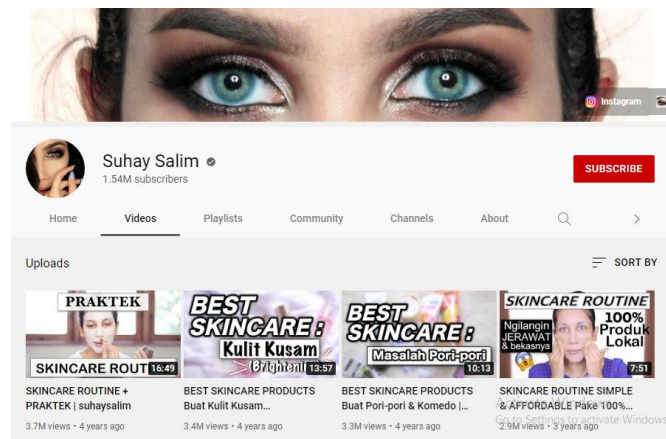 Instagram
Suhay Salim
1.54M subscribers
SUBSCRIBE
Home Videos Playlists Community Channels About
Uploads
SORT BY
PRAKTEK
SKINCARE ROUT
16:49
SKINCARE ROUTINE +
PRAKTEK | suhaysalim
3.7M views • 4 years ago
BEST
SKINCARE :
Kulit Kusam
(Brighteni
13:57
BEST SKINCARE PRODUCTS
Buat Kulit Kusam...
3.4M views • 4 years ago
BEST
SKINCARE :
Masalah Pori-pori
10:13
BEST SKINCARE PRODUCTS
Buat Pori-pori & Komedo |...
3.3M views • 4 years ago
SKINCARE ROUTINE
Ngilangin
JERAWAT
& bekasnya
100%
Produk
Lokal
7:51
SKINCARE ROUTINE SIMPLE
& AFFORDABLE Pake 100%...
2.9M views • 3 years ago
Activate Windows
Go to Settings to activate Windows